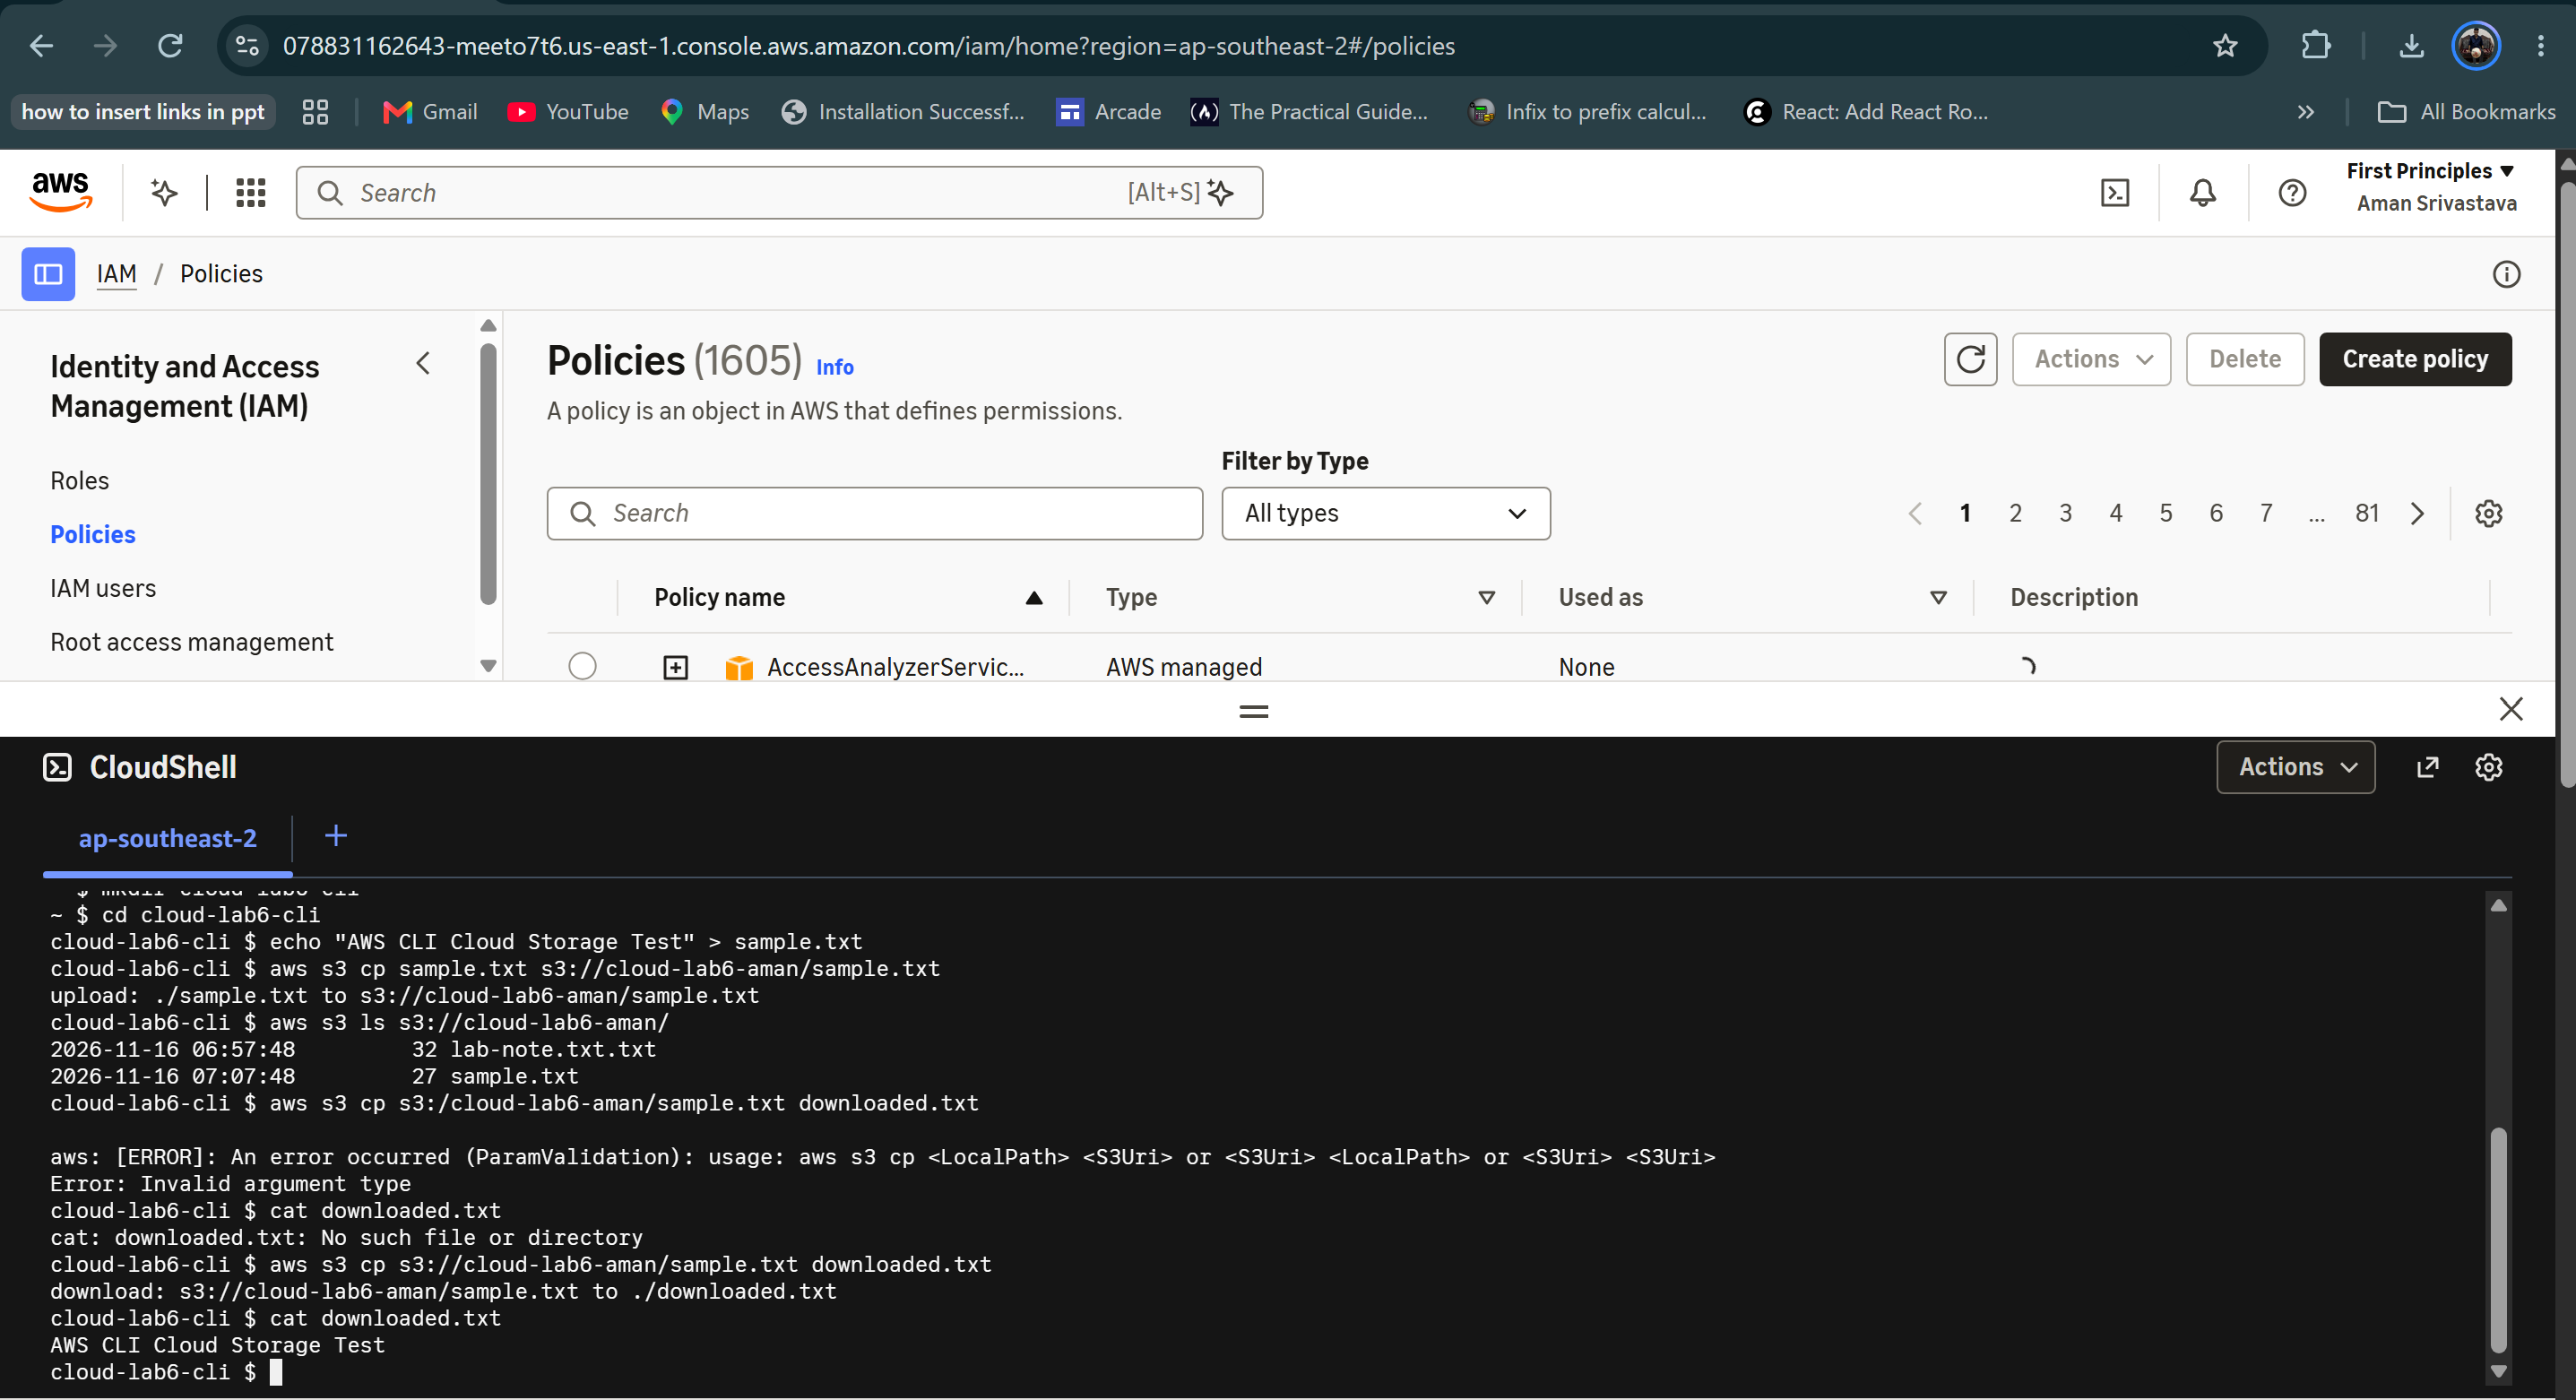 078831162643-meeto7t6.us-east-1.console.aws.amazon.com/iam/home?region=ap-southeast-2#/policies
how to insert links in ppt Gmail YouTube Maps Installation Successf... Arcade The Practical Guide... Infix to prefix calcul... React: Add React Ro... All Bookmarks
aws Search [Alt+S] First Principles
Aman Srivastava
IAM / Policies
Identity and Access
Management (IAM)
Roles
Policies
IAM users
Root access management
Policies (1605) Info Actions Delete Create policy
A policy is an object in AWS that defines permissions.
Filter by Type
Search All types 1 2 3 4 5 6 7 ... 81
Policy name Type Used as Description
AccessAnalyzerServic... AWS managed None
CloudShell Actions
ap-southeast-2 +
$ mkdir cloud-lab6-cli
~ $ cd cloud-lab6-cli
cloud-lab6-cli $ echo "AWS CLI Cloud Storage Test" > sample.txt
cloud-lab6-cli $ aws s3 cp sample.txt s3://cloud-lab6-aman/sample.txt
upload: ./sample.txt to s3://cloud-lab6-aman/sample.txt
cloud-lab6-cli $ aws s3 ls s3://cloud-lab6-aman/
2026-11-16 06:57:48         32 lab-note.txt.txt
2026-11-16 07:07:48         27 sample.txt
cloud-lab6-cli $ aws s3 cp s3:/cloud-lab6-aman/sample.txt downloaded.txt
aws: [ERROR]: An error occurred (ParamValidation): usage: aws s3 cp <LocalPath> <S3Uri> or <S3Uri> <LocalPath> or <S3Uri> <S3Uri>
Error: Invalid argument type
cloud-lab6-cli $ cat downloaded.txt
cat: downloaded.txt: No such file or directory
cloud-lab6-cli $ aws s3 cp s3://cloud-lab6-aman/sample.txt downloaded.txt
download: s3://cloud-lab6-aman/sample.txt to ./downloaded.txt
cloud-lab6-cli $ cat downloaded.txt
AWS CLI Cloud Storage Test
cloud-lab6-cli $